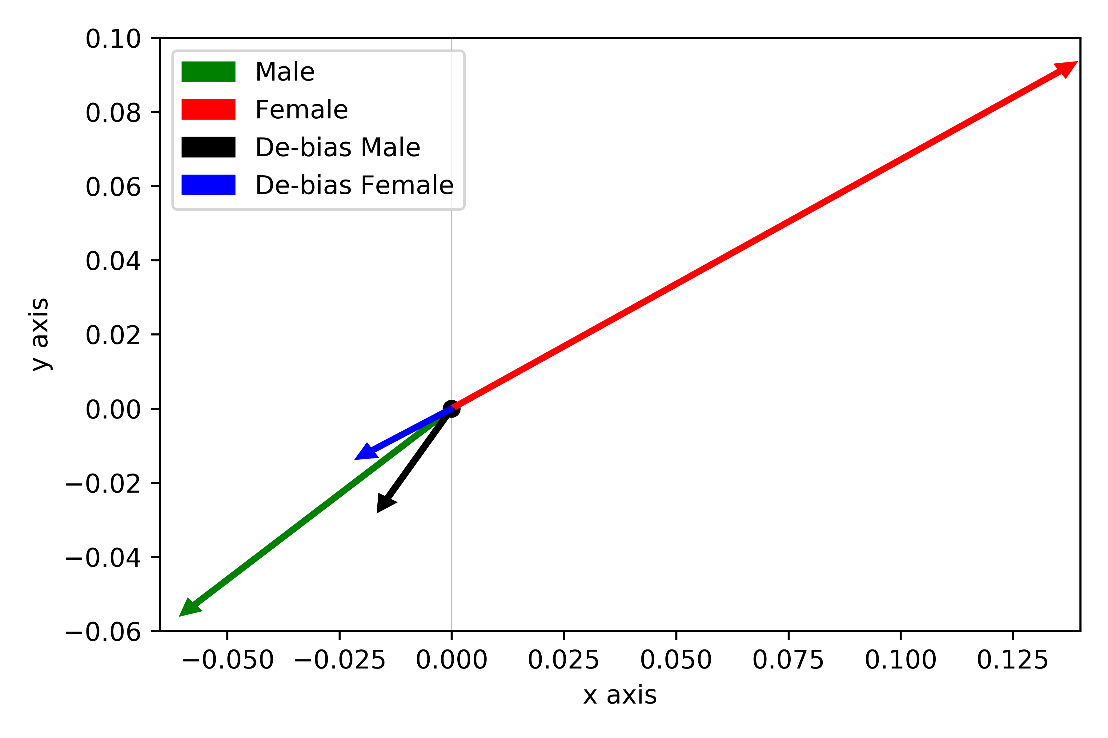 0.10
0.08
0.06
0.04
0.02
0.00
−0.02
−0.04
−0.06
y axis
Male
Female
De-bias Male
De-bias Female
−0.050 −0.025 0.000 0.025 0.050 0.075 0.100 0.125
x axis